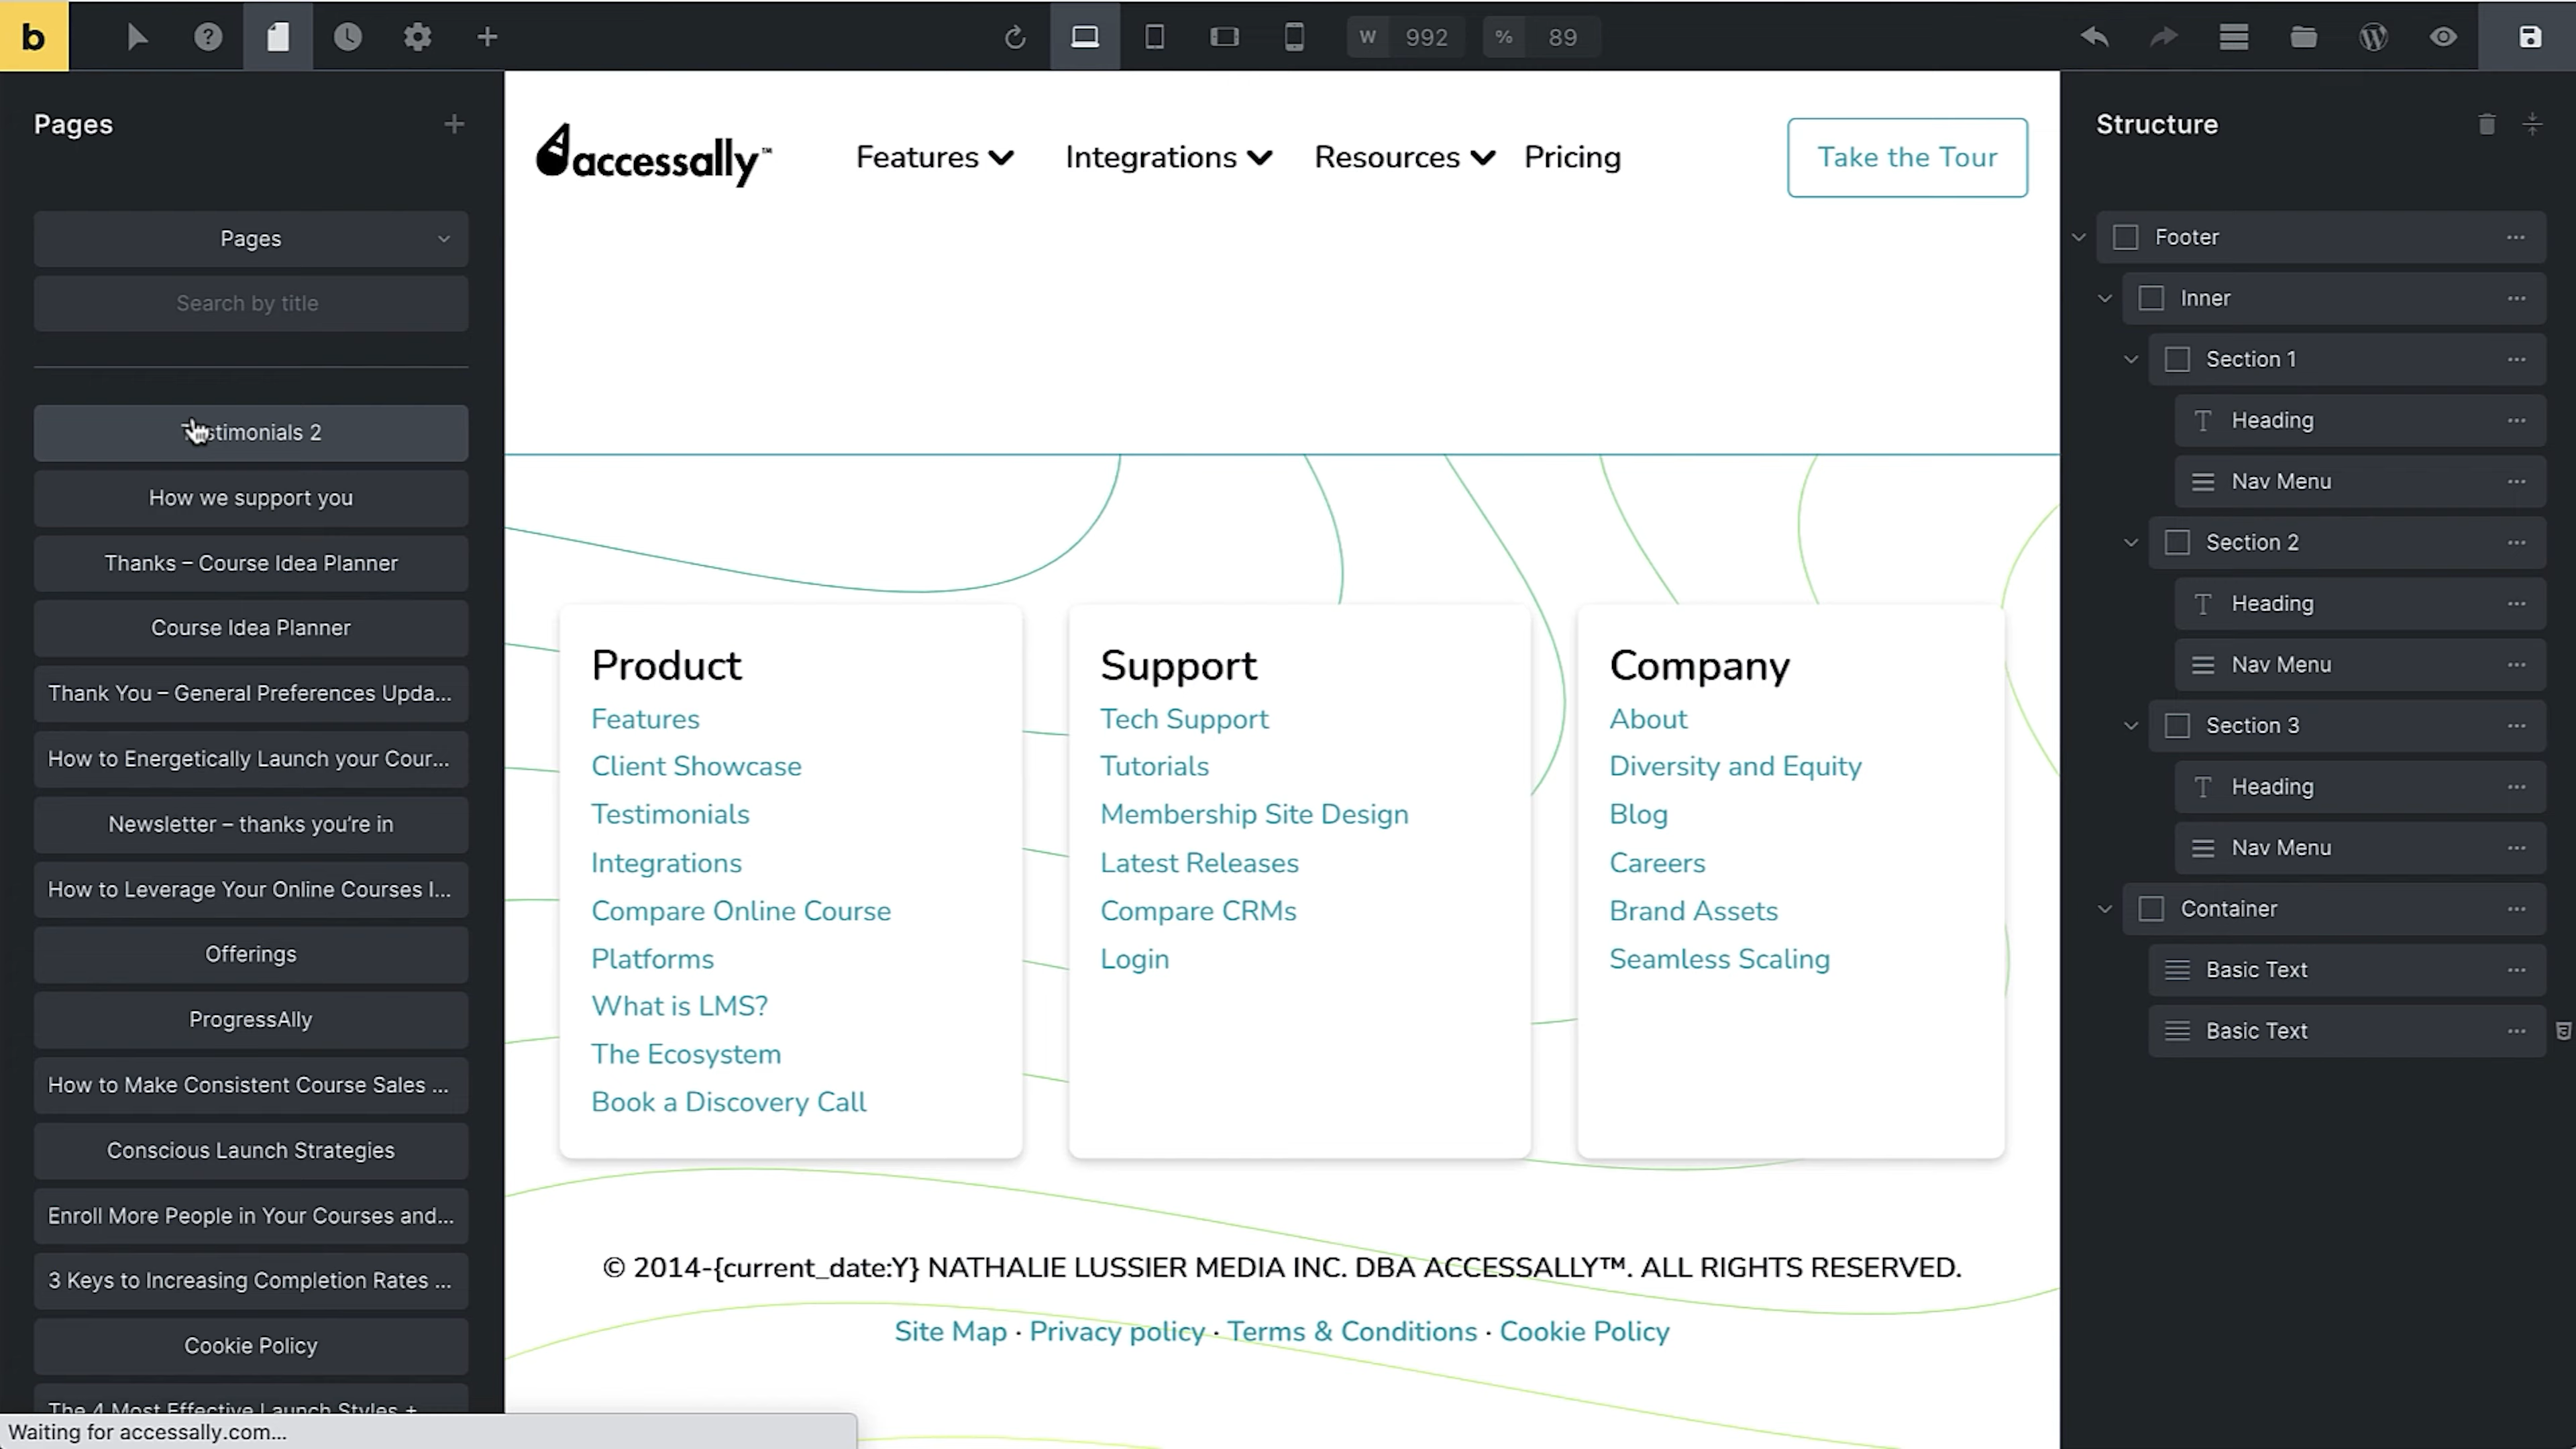 b
W 992 % 89
Pages
Pages
Search by title
Testimonials 2
How we support you
Thanks – Course Idea Planner
Course Idea Planner
Thank You – General Preferences Upda...
How to Energetically Launch your Cour...
Newsletter – thanks you're in
How to Leverage Your Online Courses I...
Offerings
ProgressAlly
How to Make Consistent Course Sales ...
Conscious Launch Strategies
Enroll More People in Your Courses and...
3 Keys to Increasing Completion Rates ...
Cookie Policy
The 4 Most Effective Launch Styles +
Waiting for accessally.com...
accessally™
Features
Integrations
Resources
Pricing
Take the Tour
Product
Features
Client Showcase
Testimonials
Integrations
Compare Online Course
Platforms
What is LMS?
The Ecosystem
Book a Discovery Call
Support
Tech Support
Tutorials
Membership Site Design
Latest Releases
Compare CRMs
Login
Company
About
Diversity and Equity
Blog
Careers
Brand Assets
Seamless Scaling
© 2014-{current_date:Y} NATHALIE LUSSIER MEDIA INC. DBA ACCESSALLY™. ALL RIGHTS RESERVED.
Site Map · Privacy policy · Terms & Conditions · Cookie Policy
Structure
Footer
Inner
Section 1
Heading
Nav Menu
Section 2
Heading
Nav Menu
Section 3
Heading
Nav Menu
Container
Basic Text
Basic Text